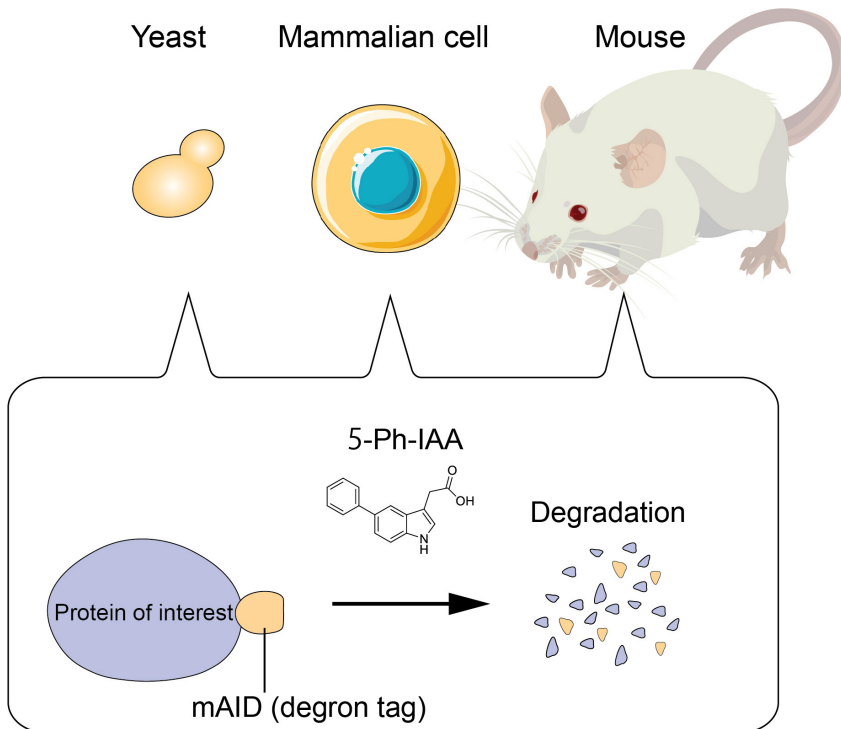 Yeast
Mammalian cell
Mouse
5-Ph-IAA
O
OH
N
H
Degradation
Protein of interest
mAID (degron tag)